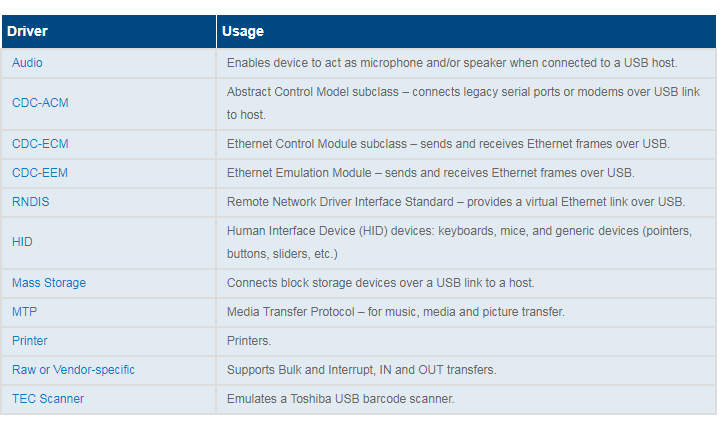 Driver Usage
Audio Enables device to act as microphone and/or speaker when connected to a USB host.
CDC-ACM Abstract Control Model subclass – connects legacy serial ports or modems over USB link
to host.
CDC-ECM Ethernet Control Module subclass – sends and receives Ethernet frames over USB.
CDC-EEM Ethernet Emulation Module – sends and receives Ethernet frames over USB.
RNDIS Remote Network Driver Interface Standard – provides a virtual Ethernet link over USB.
HID Human Interface Device (HID) devices: keyboards, mice, and generic devices (pointers,
buttons, sliders, etc.)
Mass Storage Connects block storage devices over a USB link to a host.
MTP Media Transfer Protocol – for music, media and picture transfer.
Printer Printers.
Raw or Vendor-specific Supports Bulk and Interrupt, IN and OUT transfers.
TEC Scanner Emulates a Toshiba USB barcode scanner.